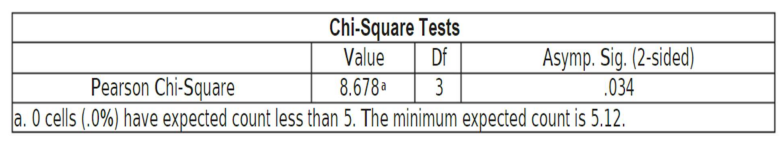 Chi-Square Tests
Value Df Asymp. Sig. (2-sided)
Pearson Chi-Square 8.678ª 3 .034
a. 0 cells (.0%) have expected count less than 5. The minimum expected count is 5.12.